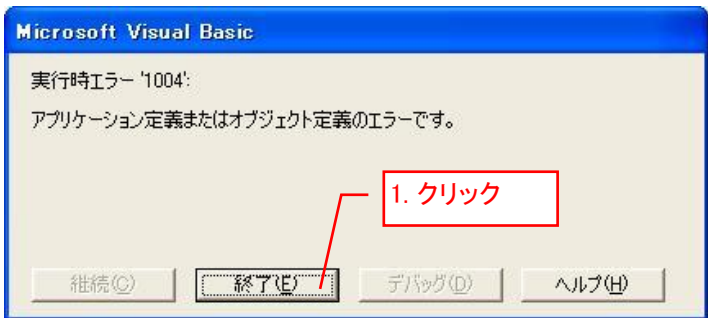 Microsoft Visual Basic
実行時エラー '1004':
アプリケーション定義またはオブジェクト定義のエラーです。
1. クリック
継続(C)
終了(E)
デバッグ(D)
ヘルプ(H)